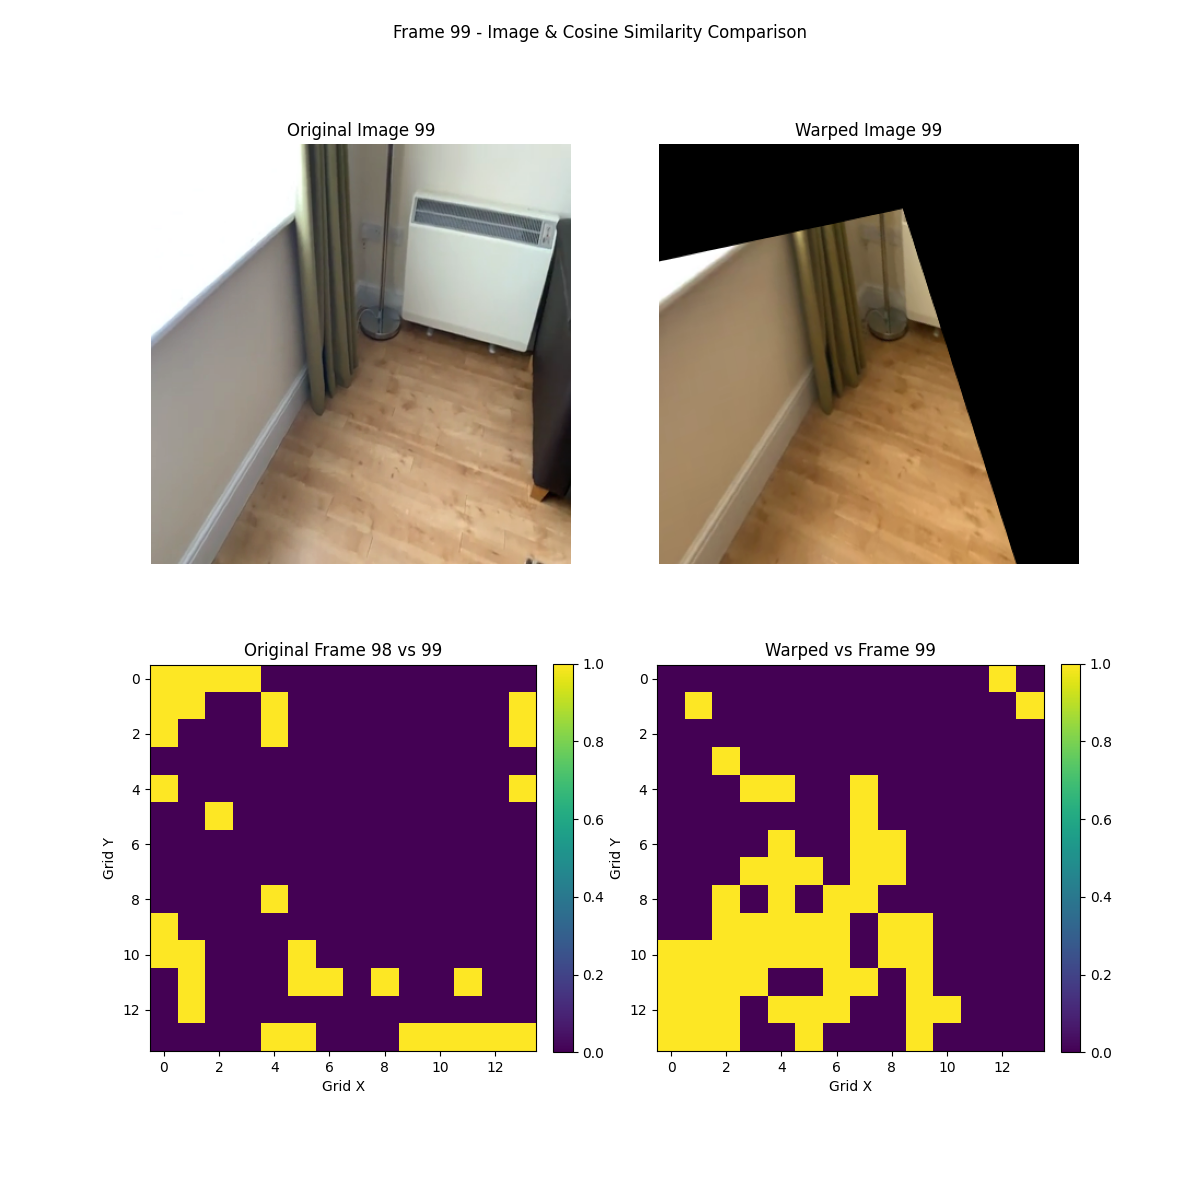 Frame 99 - Image & Cosine Similarity Comparison
Original Image 99
Warped Image 99
Original Frame 98 vs 99
Warped vs Frame 99
0
2
4
6
8
10
12
Grid Y
0 2 4 6 8 10 12
Grid X
1.0
0.8
0.6
0.4
0.2
0.0
0
2
4
6
8
10
12
Grid Y
0 2 4 6 8 10 12
Grid X
1.0
0.8
0.6
0.4
0.2
0.0